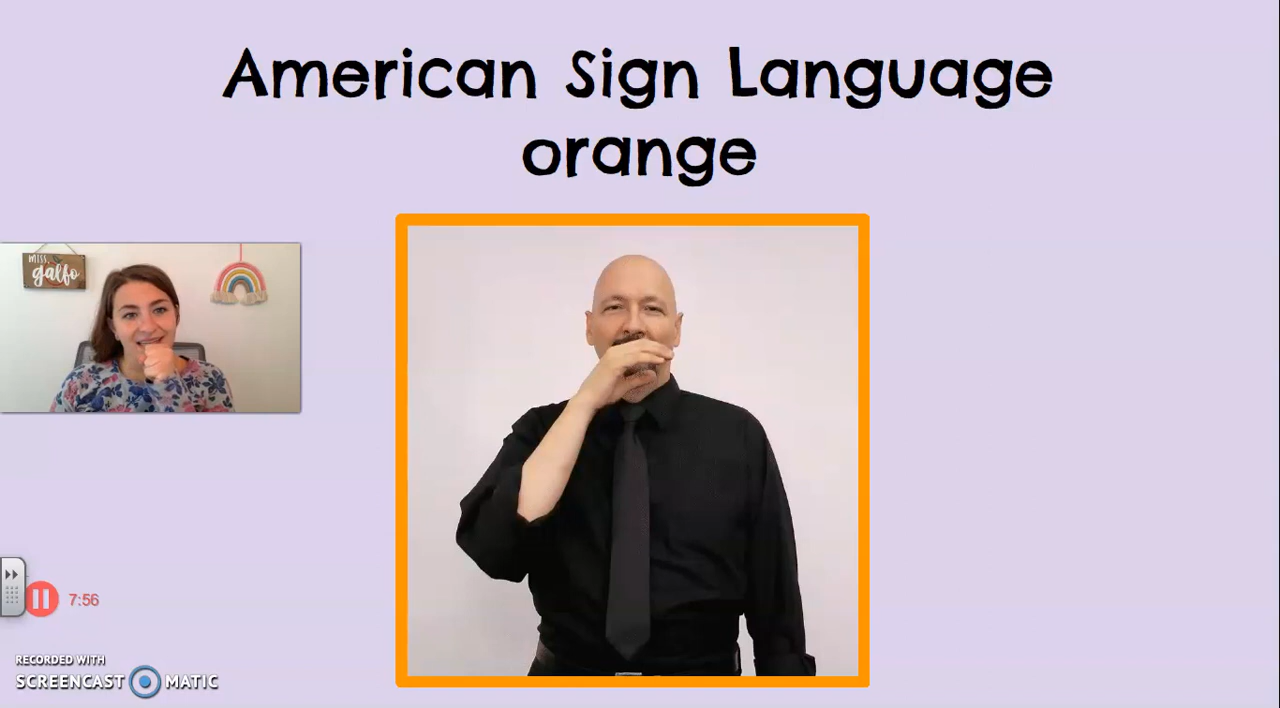 American Sign Language
orange
MISS.
galfo
7:56
RECORDED WITH
SCREENCAST MATIC